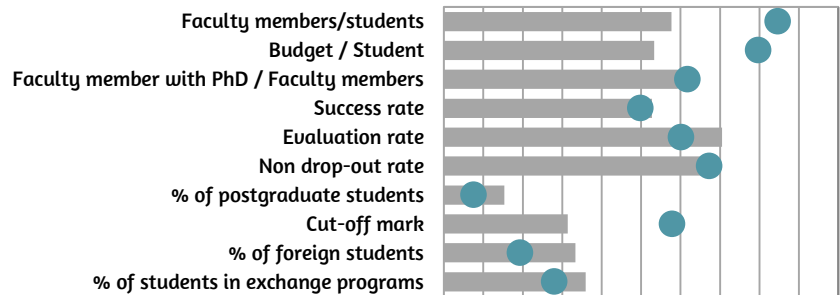 Faculty members/students
Budget / Student
Faculty member with PhD / Faculty members
Success rate
Evaluation rate
Non drop-out rate
% of postgraduate students
Cut-off mark
% of foreign students
% of students in exchange programs